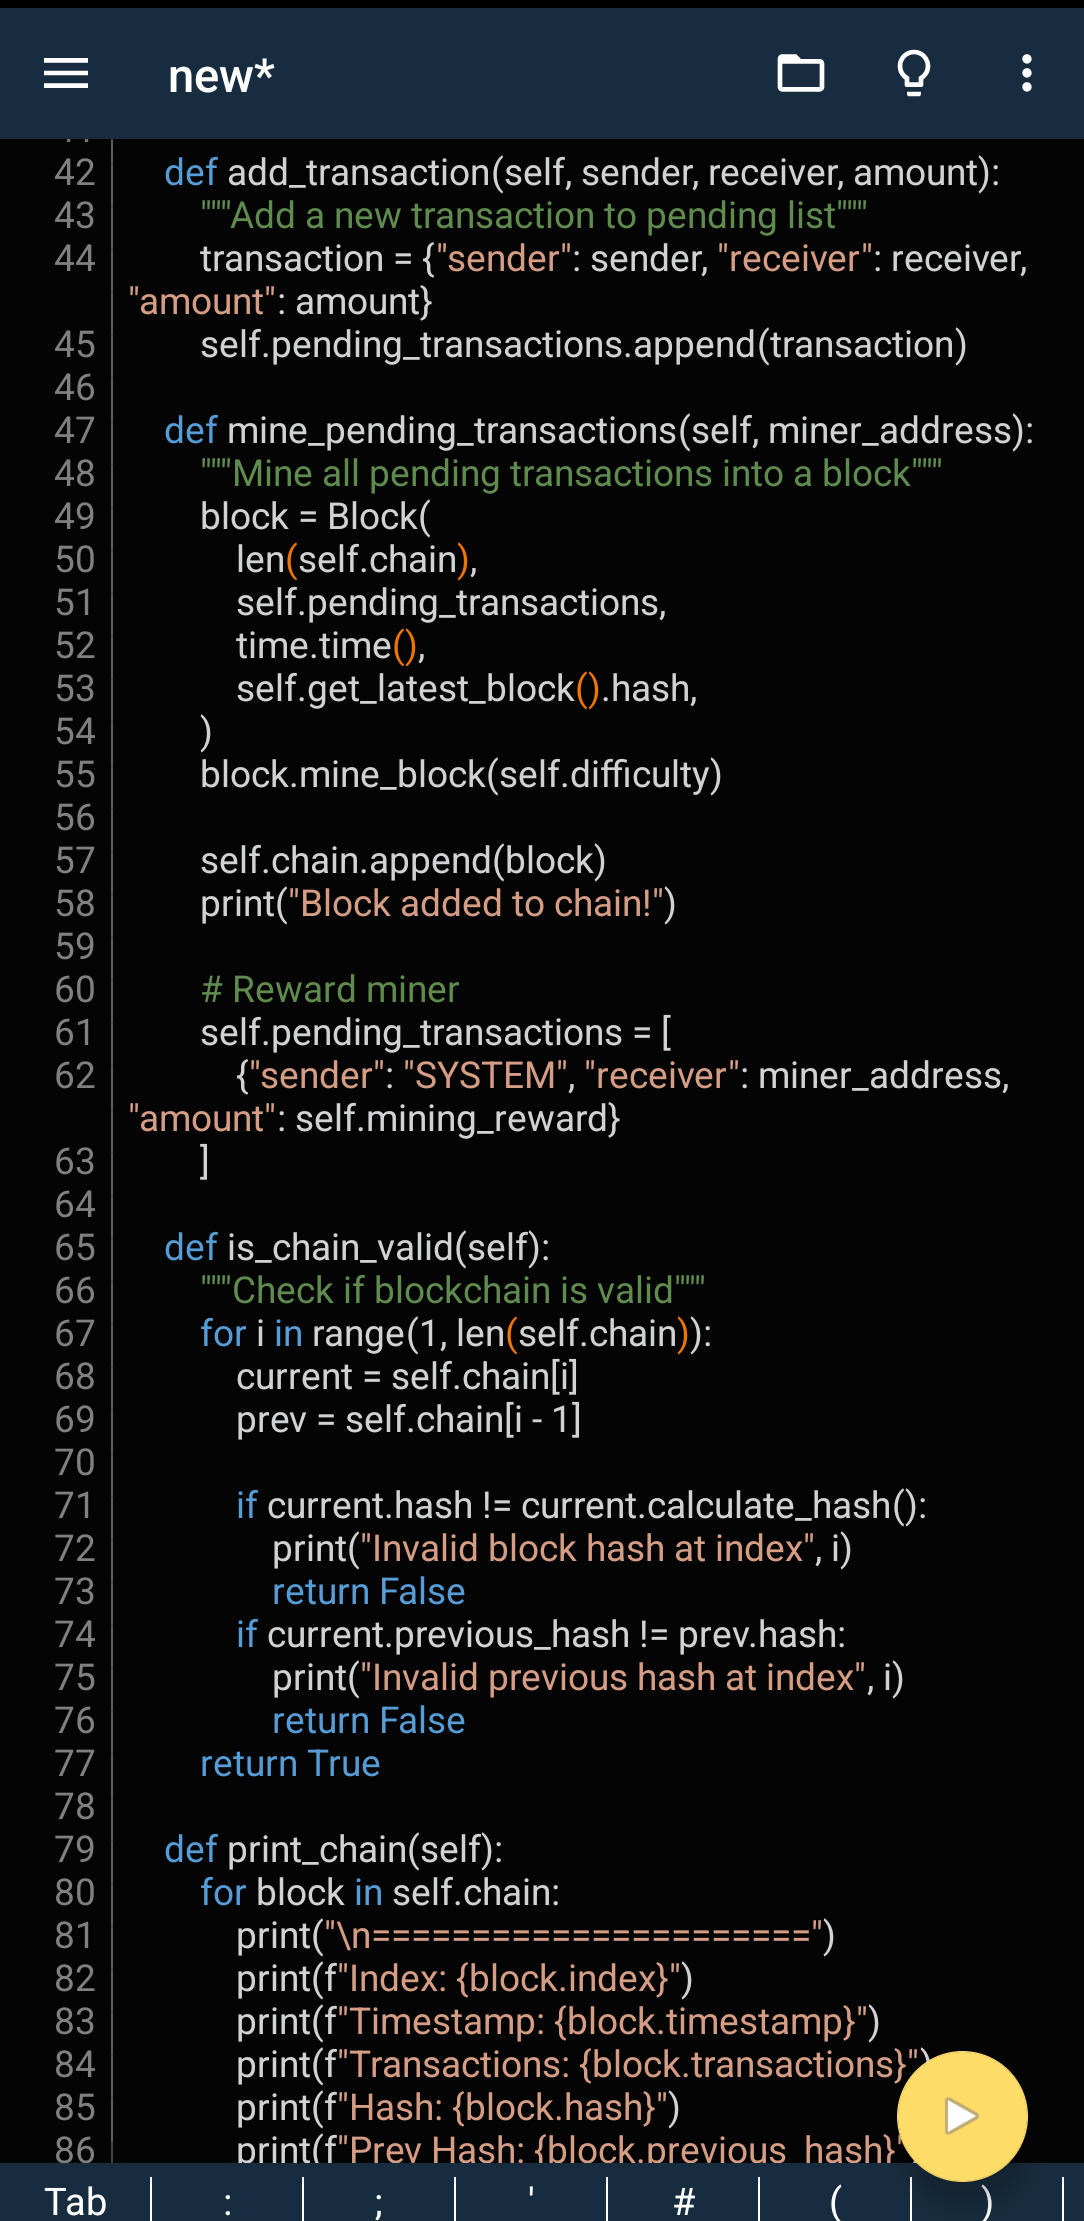 new*
42 def add_transaction(self, sender, receiver, amount):
43 """Add a new transaction to pending list"""
44 transaction = {"sender": sender, "receiver": receiver,
"amount": amount}
45 self.pending_transactions.append(transaction)
46
47 def mine_pending_transactions(self, miner_address):
48 """Mine all pending transactions into a block"""
49 block = Block(
50 len(self.chain),
51 self.pending_transactions,
52 time.time(),
53 self.get_latest_block().hash,
54 )
55 block.mine_block(self.difficulty)
56
57 self.chain.append(block)
58 print("Block added to chain!")
59
60 # Reward miner
61 self.pending_transactions = [
62 {"sender": "SYSTEM", "receiver": miner_address,
"amount": self.mining_reward}
63 ]
64
65 def is_chain_valid(self):
66 """Check if blockchain is valid"""
67 for i in range(1, len(self.chain)):
68 current = self.chain[i]
69 prev = self.chain[i - 1]
70
71 if current.hash != current.calculate_hash():
72 print("Invalid block hash at index", i)
73 return False
74 if current.previous_hash != prev.hash:
75 print("Invalid previous hash at index", i)
76 return False
77 return True
78
79 def print_chain(self):
80 for block in self.chain:
81 print("\n======================")
82 print(f"Index: {block.index}")
83 print(f"Timestamp: {block.timestamp}")
84 print(f"Transactions: {block.transactions}")
85 print(f"Hash: {block.hash}")
86 print(f"Prev Hash: {block.previous_hash}"
Tab : ; ' # ( )